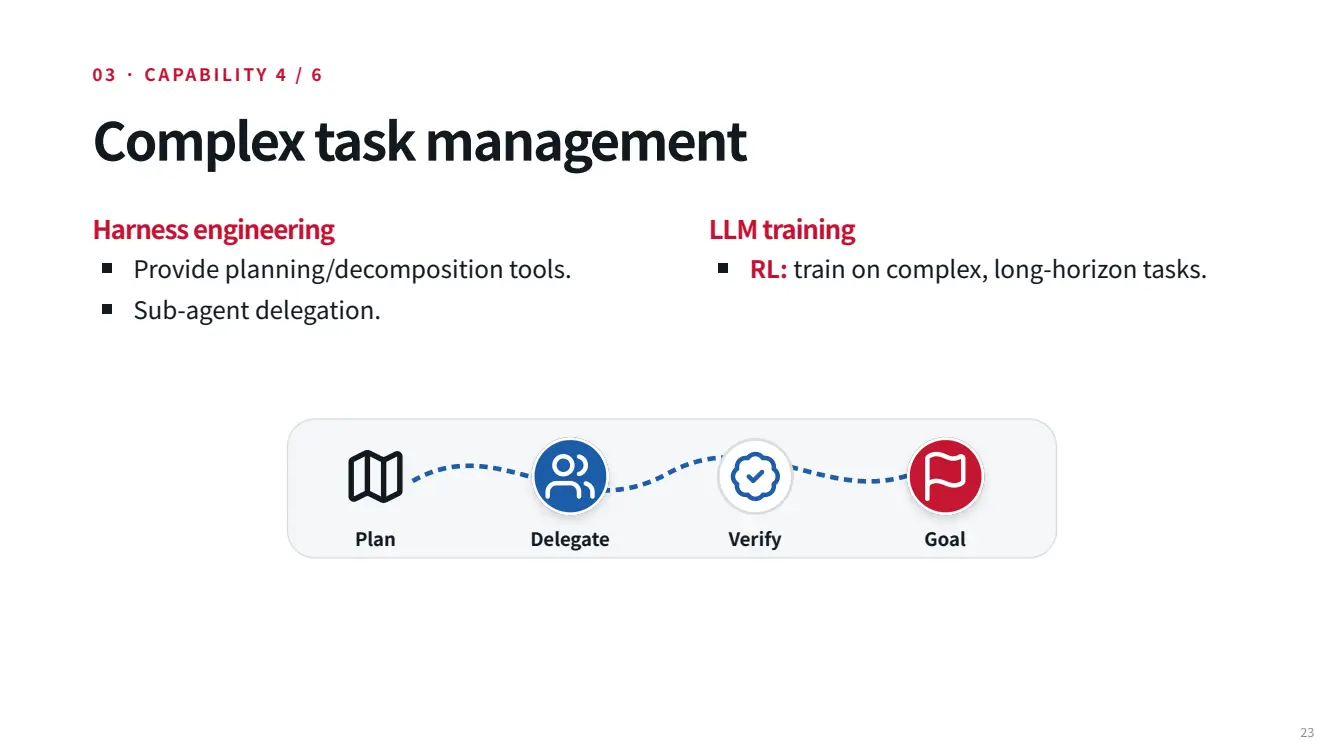 03 · CAPABILITY 4 / 6
Complex task management
Harness engineering
Provide planning/decomposition tools.
Sub-agent delegation.
LLM training
RL: train on complex, long-horizon tasks.
Plan
Delegate
Verify
Goal
23